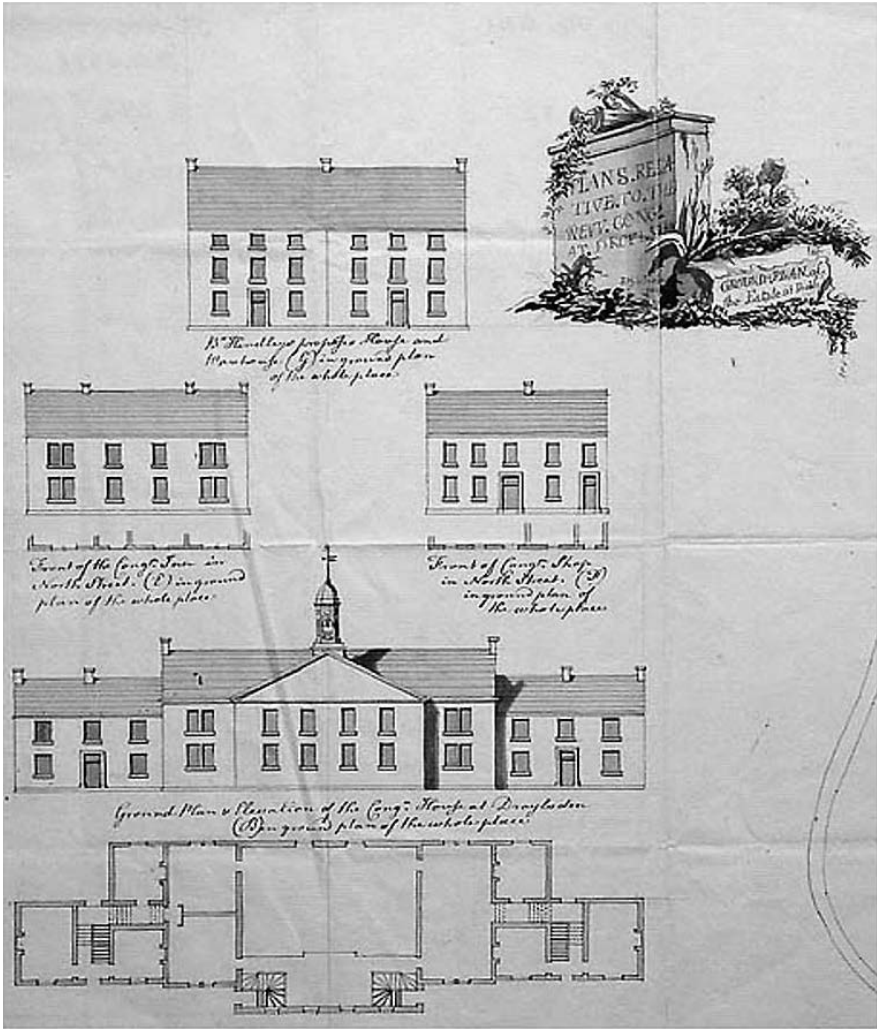 PLANS. RELA
TIVE. TO. THE
REVT. CONG.
AT
GROUND-PLAN of
the Estate at
Br. Hindley's House and
Warehouse (G) in ground plan
of the whole place
Front of the Congn. Inn in
North Street. (E) in ground
plan of the whole place
Front of Congn. Shop
in North Street.
in ground plan of
the whole place
Ground Plan & Elevation of the Congn. House at Droylsden
(B) in ground plan of the whole place